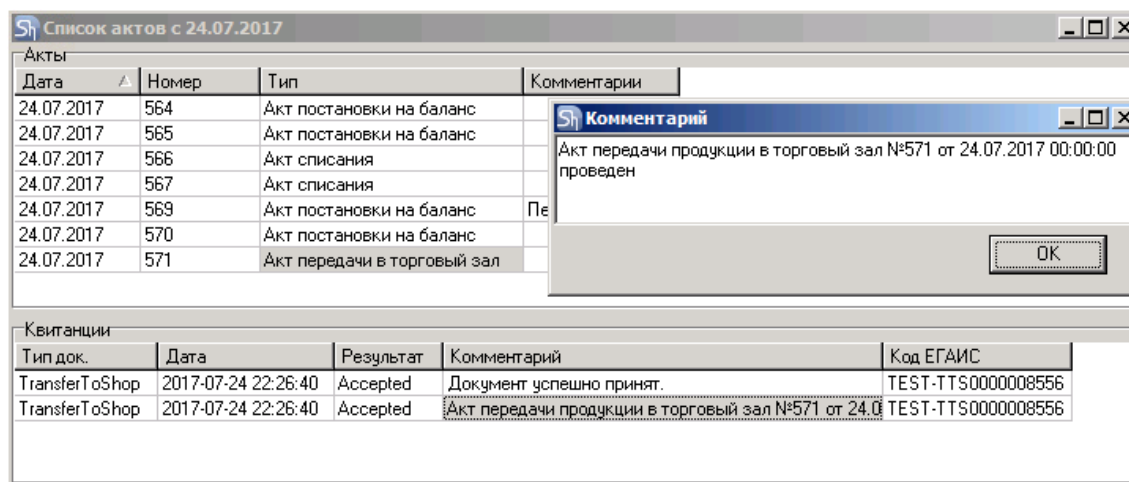 Sh Список актов с 24.07.2017
Акты
Дата Номер Тип Комментарии
24.07.2017 564 Акт постановки на баланс
24.07.2017 565 Акт постановки на баланс
24.07.2017 566 Акт списания
24.07.2017 567 Акт списания
24.07.2017 569 Акт постановки на баланс Пе
24.07.2017 570 Акт постановки на баланс
24.07.2017 571 Акт передачи в торговый зал
Sh Комментарий
Акт передачи продукции в торговый зал №571 от 24.07.2017 00:00:00
проведен
OK
Квитанции
Тип док. Дата Результат Комментарий Код ЕГАИС
TransferToShop 2017-07-24 22:26:40 Accepted Документ успешно принят. TEST-TTS0000008556
TransferToShop 2017-07-24 22:26:40 Accepted Акт передачи продукции в торговый зал №571 от 24.0 TEST-TTS0000008556